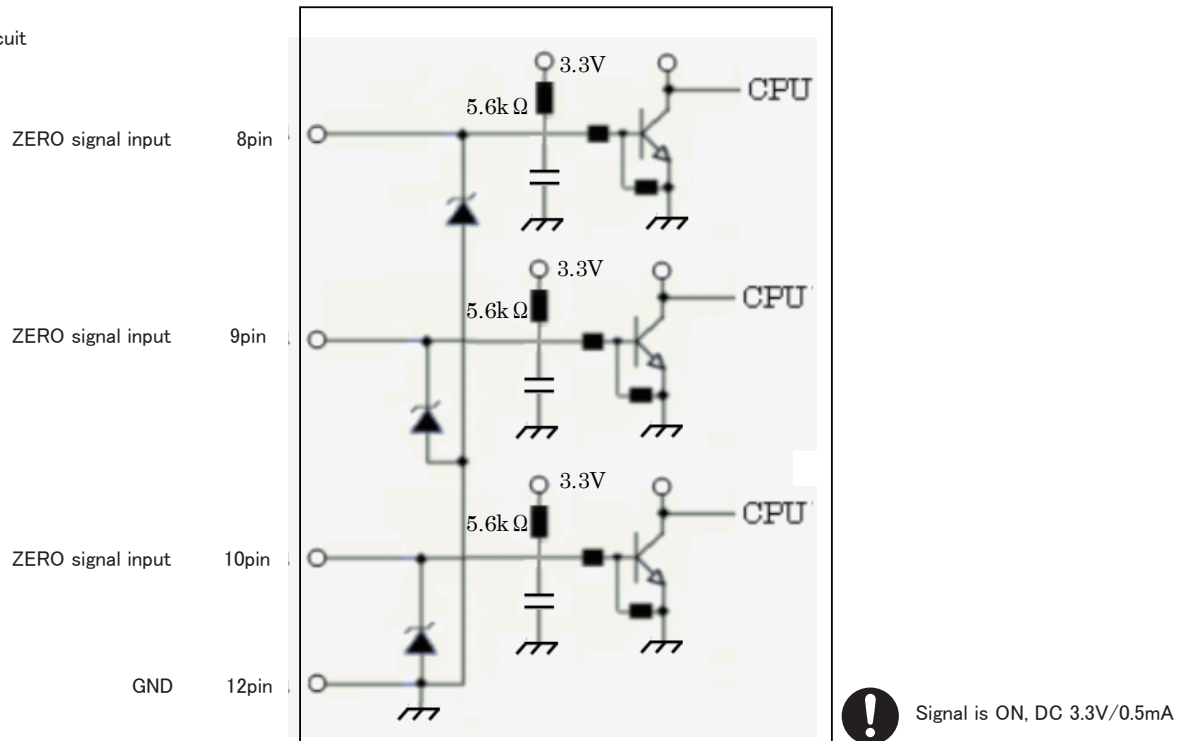 cuit
3.3V
CPU
5.6kΩ
ZERO signal input 8pin
3.3V
CPU
5.6kΩ
ZERO signal input 9pin
3.3V
CPU
5.6kΩ
ZERO signal input 10pin
GND 12pin
Signal is ON, DC 3.3V/0.5mA